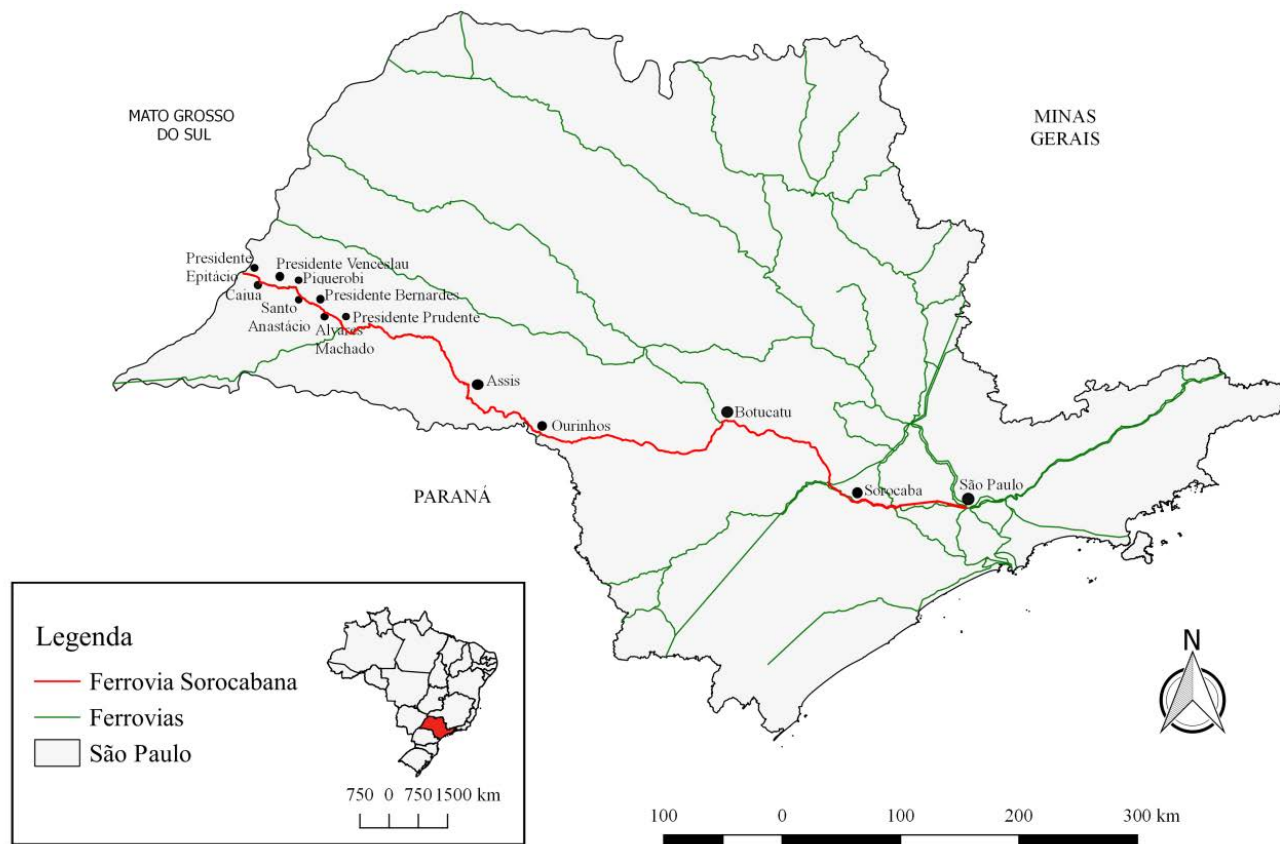 MATO GROSSO
DO SUL
MINAS
GERAIS
Presidente
Epitácio
Presidente Venceslau
Piquerobi
Caiua
Santo
Anastácio
Presidente Bernardes
Presidente Prudente
Alvares
Machado
Assis
Ourinhos
Botucatu
Sorocaba
São Paulo
PARANÁ
Legenda
Ferrovia Sorocabana
Ferrovias
São Paulo
750 0 750 1500 km
N
100 0 100 200 300 km